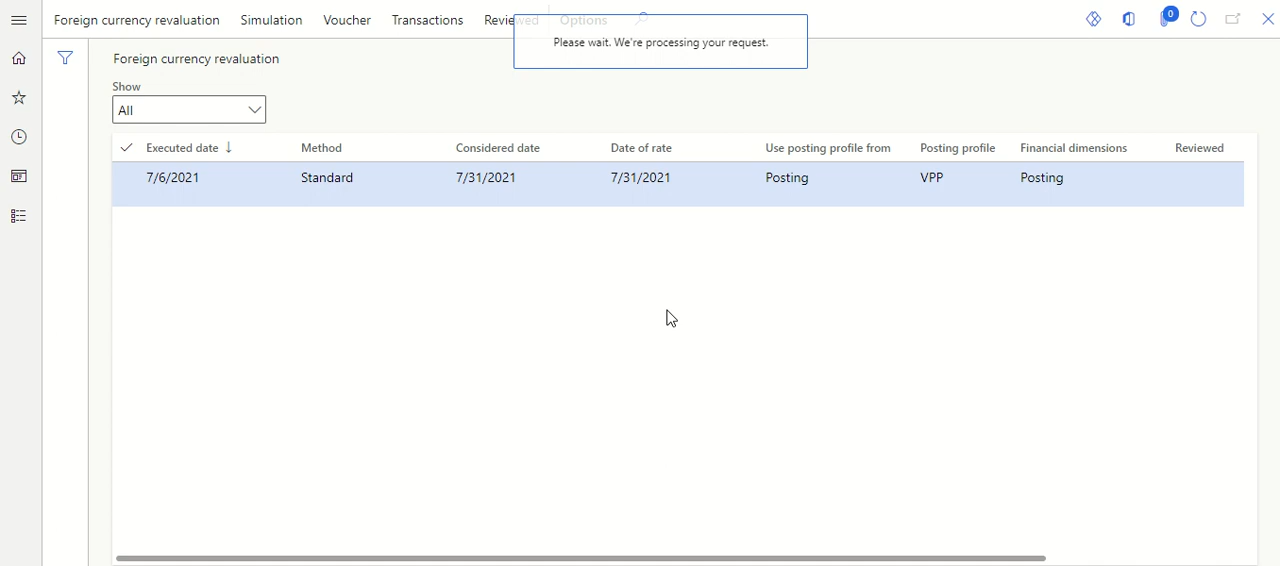 Foreign currency revaluation Simulation Voucher Transactions Reviewed Options
0
Please wait. We're processing your request.
Foreign currency revaluation
Show
All
Executed date Method Considered date Date of rate Use posting profile from Posting profile Financial dimensions Reviewed
7/6/2021 Standard 7/31/2021 7/31/2021 Posting VPP Posting